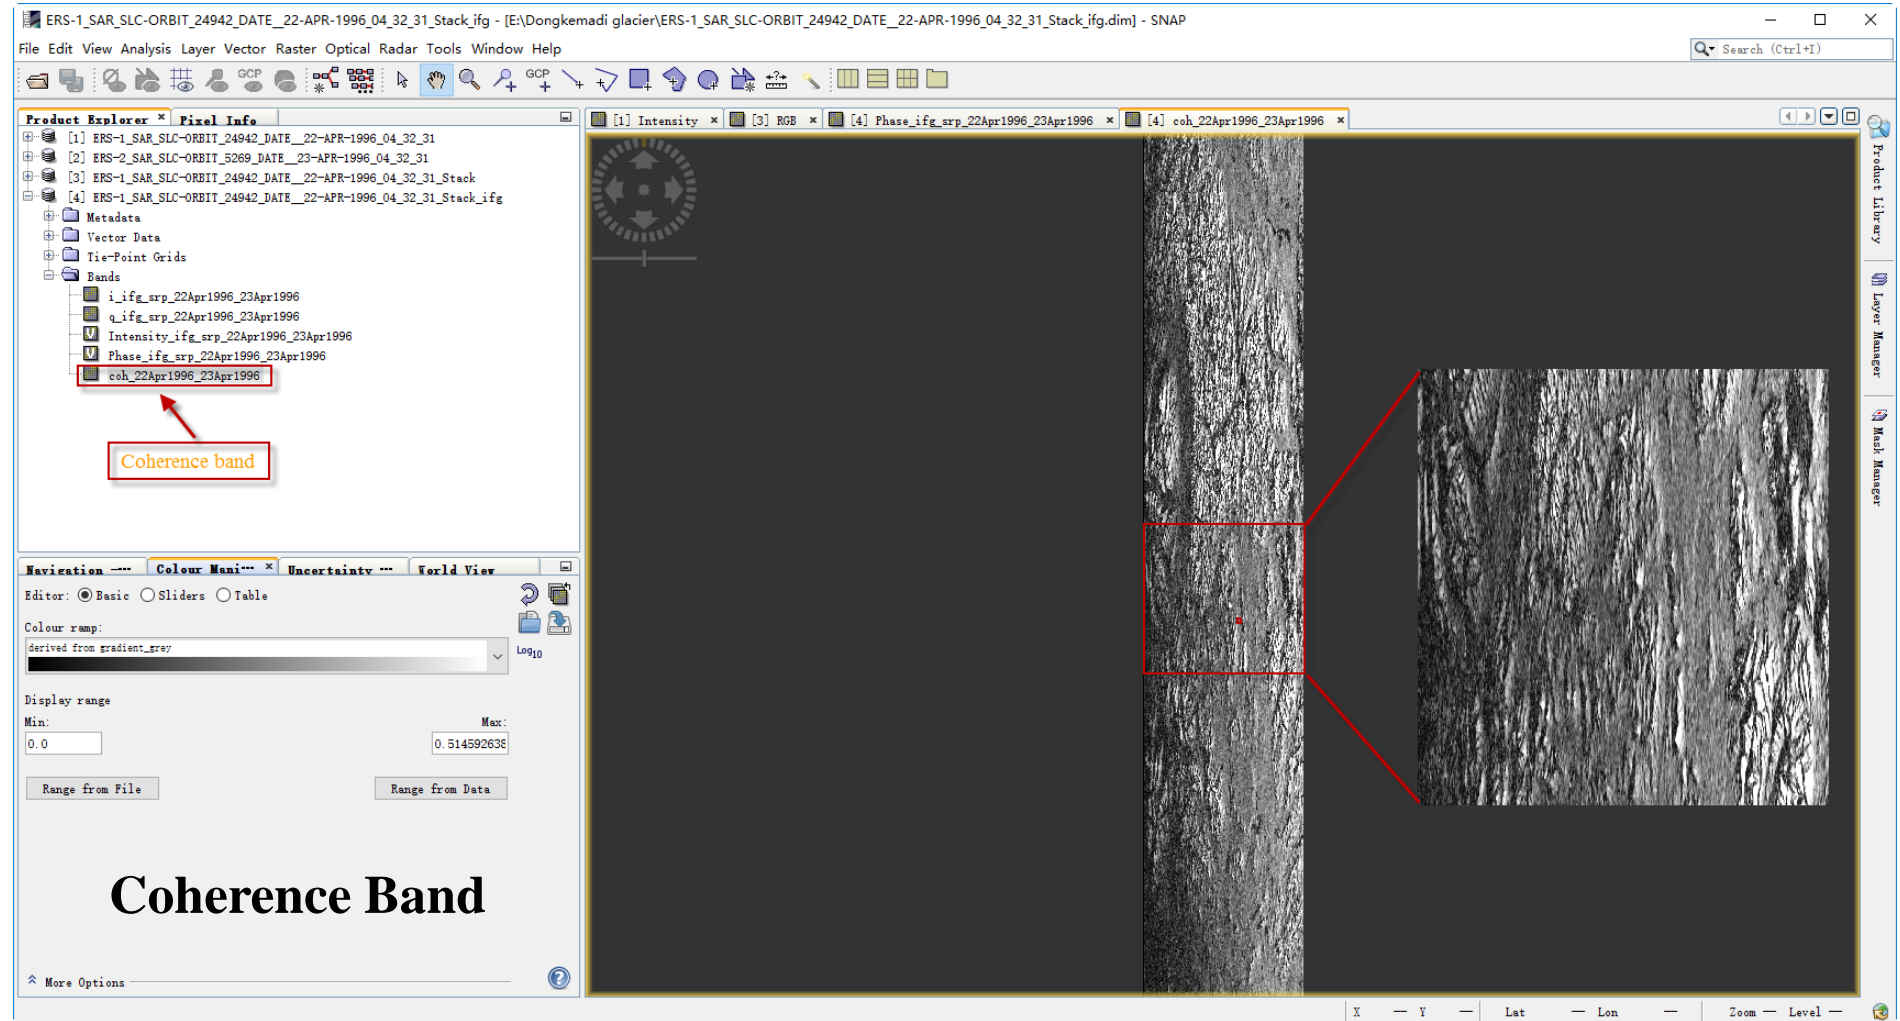 ERS-1_SAR_SLC-ORBIT_24942_DATE__22-APR-1996_04_32_31_Stack_ifg - [E:\Dongkemadi glacier\ERS-1_SAR_SLC-ORBIT_24942_DATE__22-APR-1996_04_32_31_Stack_ifg.dim] - SNAP
File Edit View Analysis Layer Vector Raster Optical Radar Tools Window Help
Search (Ctrl+I)
GCP GCP
Product Explorer × Pixel Info
[1] Intensity × [3] RGB × [4] Phase_ifg_srp_22Apr1996_23Apr1996 × [4] coh_22Apr1996_23Apr1996 ×
[1] ERS-1_SAR_SLC-ORBIT_24942_DATE__22-APR-1996_04_32_31
[2] ERS-2_SAR_SLC-ORBIT_5269_DATE__23-APR-1996_04_32_31
[3] ERS-1_SAR_SLC-ORBIT_24942_DATE__22-APR-1996_04_32_31_Stack
[4] ERS-1_SAR_SLC-ORBIT_24942_DATE__22-APR-1996_04_32_31_Stack_ifg
Metadata
Vector Data
Tie-Point Grids
Bands
i_ifg_srp_22Apr1996_23Apr1996
q_ifg_srp_22Apr1996_23Apr1996
Intensity_ifg_srp_22Apr1996_23Apr1996
Phase_ifg_srp_22Apr1996_23Apr1996
coh_22Apr1996_23Apr1996
Coherence band
Product Library
Layer Manager
Mask Manager
Navigation —··· Colour Mani··· × Uncertainty ··· World View
Editor: Basic Sliders Table
Colour ramp:
derived from gradient_grey
Log10
Display range
Min: Max:
0.0 0.514592638
Range from File Range from Data
Coherence Band
More Options
X — Y — Lat — Lon — Zoom — Level —